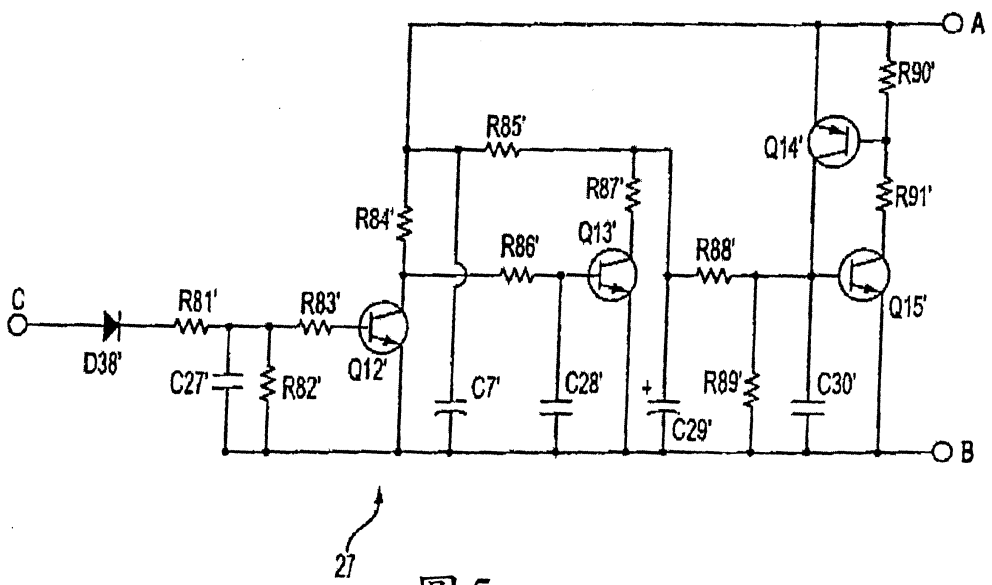 A
R90'
Q14'
R85'
R87'
R91'
R84'
Q13'
R86'
R88'
C
R81'
R83'
Q15'
D38'
Q12'
C27'
R82'
C7'
C28'
+
C29'
R89'
C30'
B
27